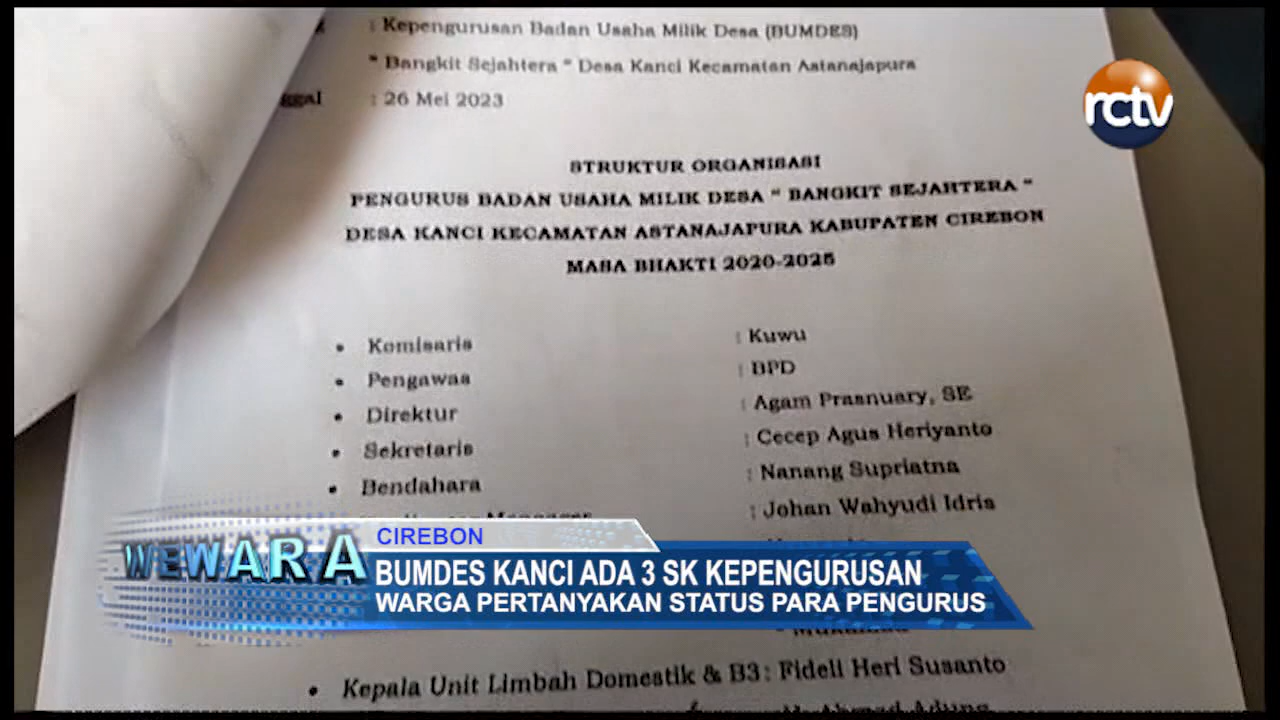 : Kepengurusan Badan Usaha Milik Desa (BUMDES)
" Bangkit Sejahtera " Desa Kanci Kecamatan Astanajapura
ggal : 26 Mei 2023
rctv
STRUKTUR ORGANISASI
PENGURUS BADAN USAHA MILIK DESA " BANGKIT SEJAHTERA "
DESA KANCI KECAMATAN ASTANAJAPURA KABUPATEN CIREBON
MASA BHAKTI 2020-2025
• Komisaris : Kuwu
• Pengawas : BPD
• Direktur : Agam Prasnuary, SE
• Sekretaris : Cecep Agus Heriyanto
• Bendahara : Nanang Supriatna
: Johan Wahyudi Idris
WEWARA
CIREBON
BUMDES KANCI ADA 3 SK KEPENGURUSAN
WARGA PERTANYAKAN STATUS PARA PENGURUS
• Kepala Unit Limbah Domestik & B3 : Fideli Heri Susanto